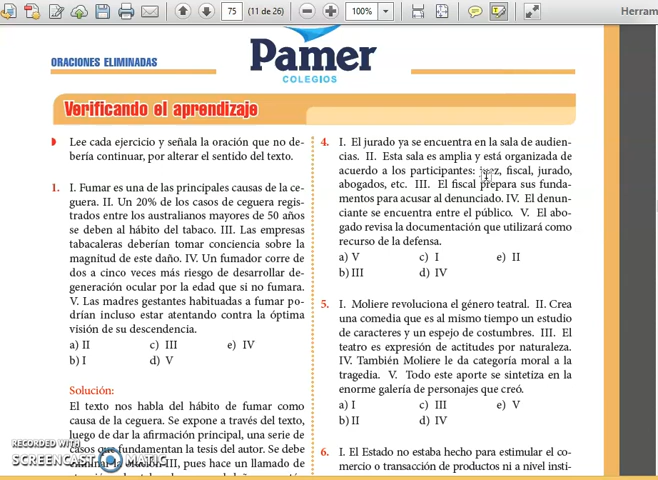 75
(11 de 26)
100%
Herram
ORACIONES ELIMINADAS
Pamer
COLEGIOS
Verificando el aprendizaje
Lee cada ejercicio y señala la oración que no de-
bería continuar, por alterar el sentido del texto.
1. I. Fumar es una de las principales causas de la ce-
guera. II. Un 20% de los casos de ceguera regis-
trados entre los australianos mayores de 50 años
se deben al hábito del tabaco. III. Las empresas
tabacaleras deberían tomar conciencia sobre la
magnitud de este daño. IV. Un fumador corre de
dos a cinco veces más riesgo de desarrollar de-
generación ocular por la edad que si no fumara.
V. Las madres gestantes habituadas a fumar po-
drían incluso estar atentando contra la óptima
visión de su descendencia.
a) II c) III e) IV
b) I d) V
Solución:
El texto nos habla del hábito de fumar como
causa de la ceguera. Se expone a través del texto,
luego de dar la afirmación principal, una serie de
casos que fundamentan la tesis del autor. Se debe
eliminar la oración III, pues hace un llamado de
4. I. El jurado ya se encuentra en la sala de audien-
cias. II. Esta sala es amplia y está organizada de
acuerdo a los participantes: juez, fiscal, jurado,
abogados, etc. III. El fiscal prepara sus funda-
mentos para acusar al denunciado. IV. El denun-
ciante se encuentra entre el público. V. El abo-
gado revisa la documentación que utilizará como
recurso de la defensa.
a) V c) I e) II
b) III d) IV
5. I. Moliere revoluciona el género teatral. II. Crea
una comedia que es al mismo tiempo un estudio
de caracteres y un espejo de costumbres. III. El
teatro es expresión de actitudes por naturaleza.
IV. También Moliere le da categoría moral a la
tragedia. V. Todo este aporte se sintetiza en la
enorme galería de personajes que creó.
a) I c) III e) V
b) II d) IV
6. I. El Estado no estaba hecho para estimular el co-
mercio o transacción de productos ni a nivel insti-
RECORDED WITH
SCREENCAST MATIC